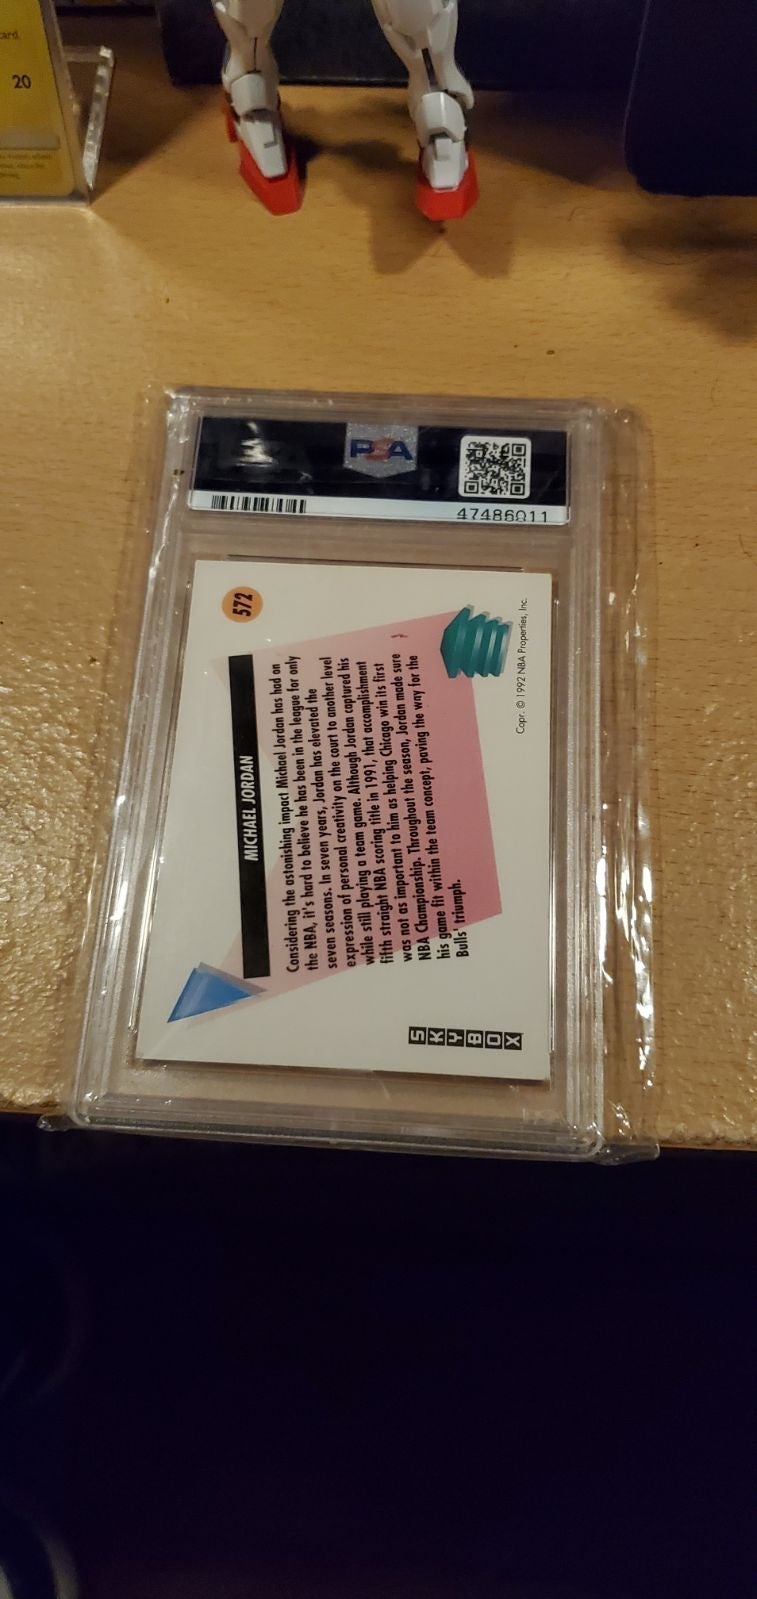 card.
20
PSA
47486011
572
MICHAEL JORDAN
Considering the astonishing impact Michael Jordan has had on
the NBA, it's hard to believe he has been in the league for only
seven seasons. In seven years, Jordan has elevated the
expression of personal creativity on the court to another level
while still playing a team game. Although Jordan captured his
fifth straight NBA scoring title in 1991, that accomplishment
was not as important to him as helping Chicago win its first
NBA Championship. Throughout the season, Jordan made sure
his game fit within the team concept, paving the way for the
Bulls' triumph.
SKYBOX
Copr. © 1992 NBA Properties, Inc.